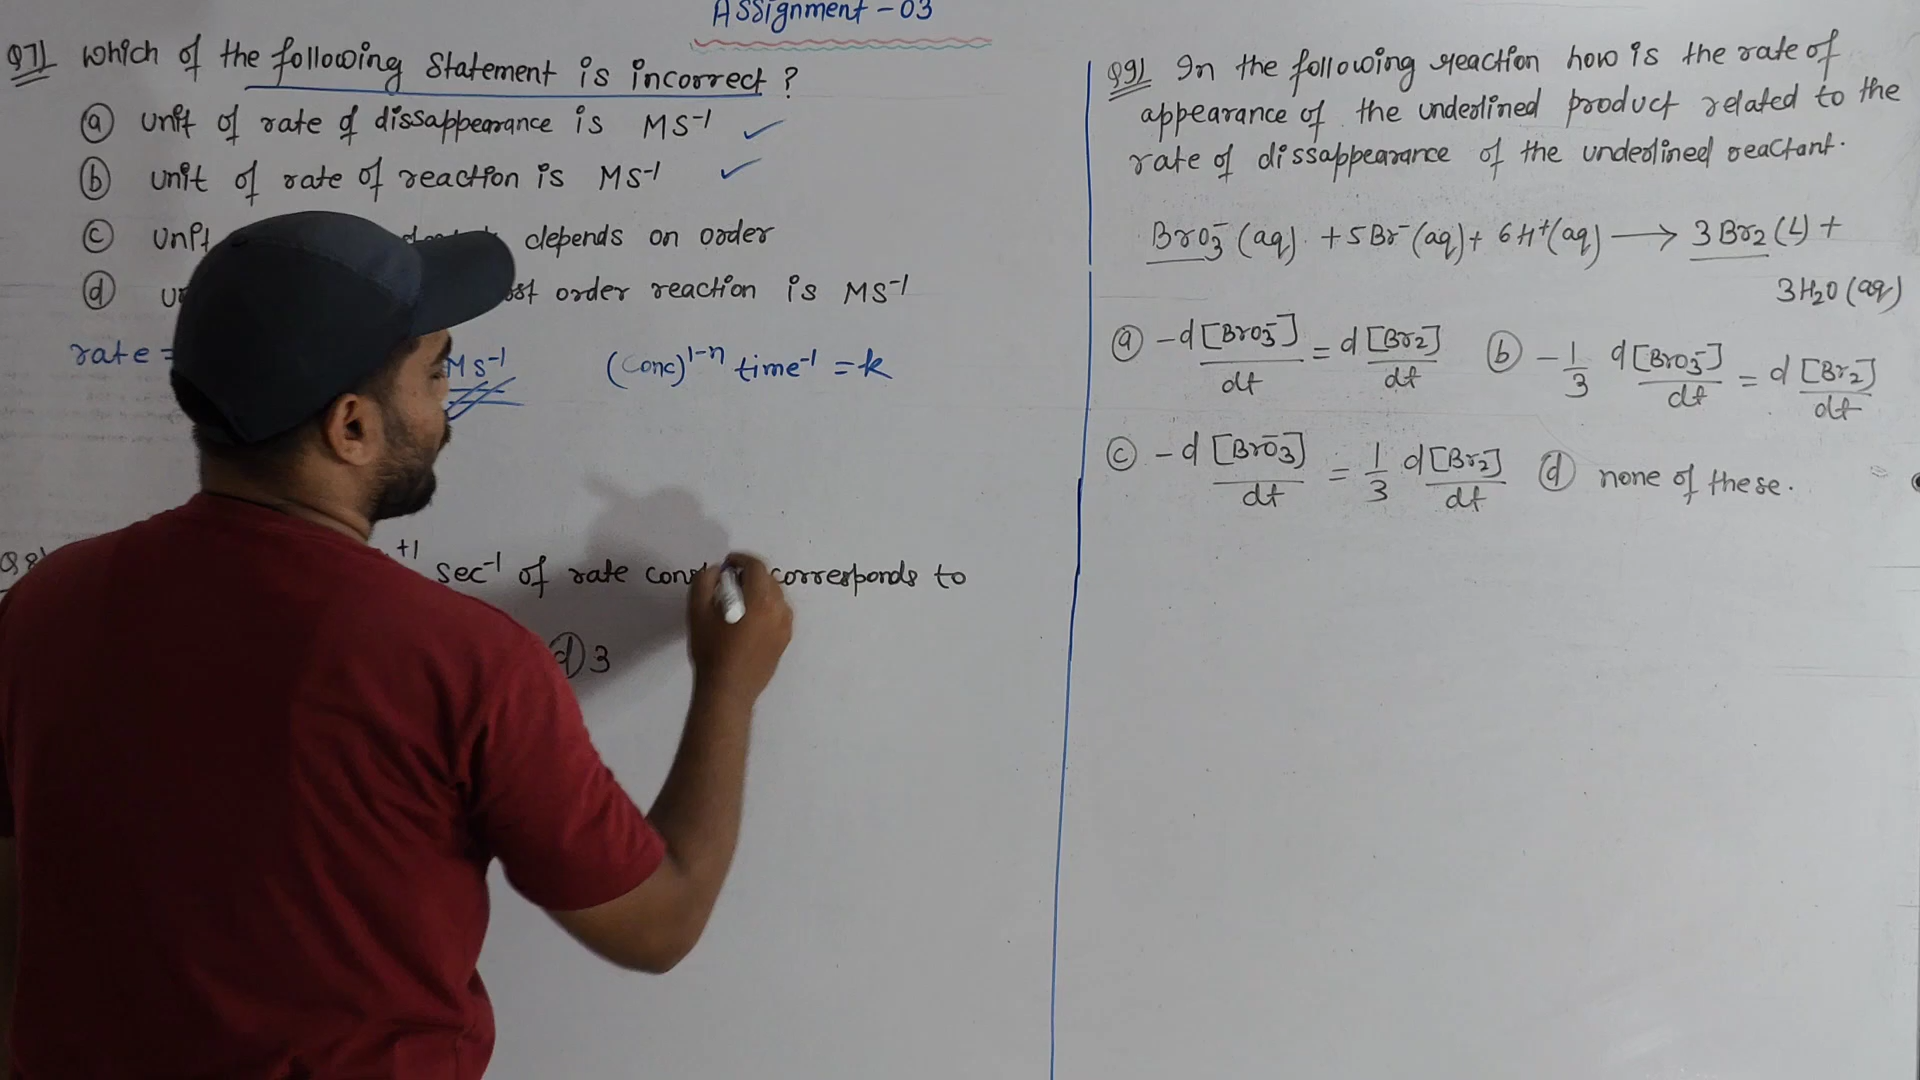 Assignment - 03
Q7) which of the following Statement is incorrect ?
(a) unit of rate of dissappearance is MS⁻¹ ✓
(b) unit of rate of reaction is MS⁻¹ ✓
(c) unit depends on order
(d) order reaction is MS⁻¹
rate = MS⁻¹ (conc)¹⁻ⁿ time⁻¹ = k
Q8) +1 sec⁻¹ of rate corresponds to
(d) 3
Q9) In the following reaction how is the rate of
appearance of the underlined product related to the
rate of dissappearance of the underlined reactant.
BrO₃⁻ (aq) + 5Br⁻ (aq) + 6H⁺ (aq) ⟶ 3Br₂ (L) +
3H₂O (aq)
(a) -d[BrO₃⁻]/dt = d[Br₂]/dt (b) -1/3 d[BrO₃⁻]/dt = d[Br₂]/dt
(c) -d[BrO₃⁻]/dt = 1/3 d[Br₂]/dt (d) none of these.